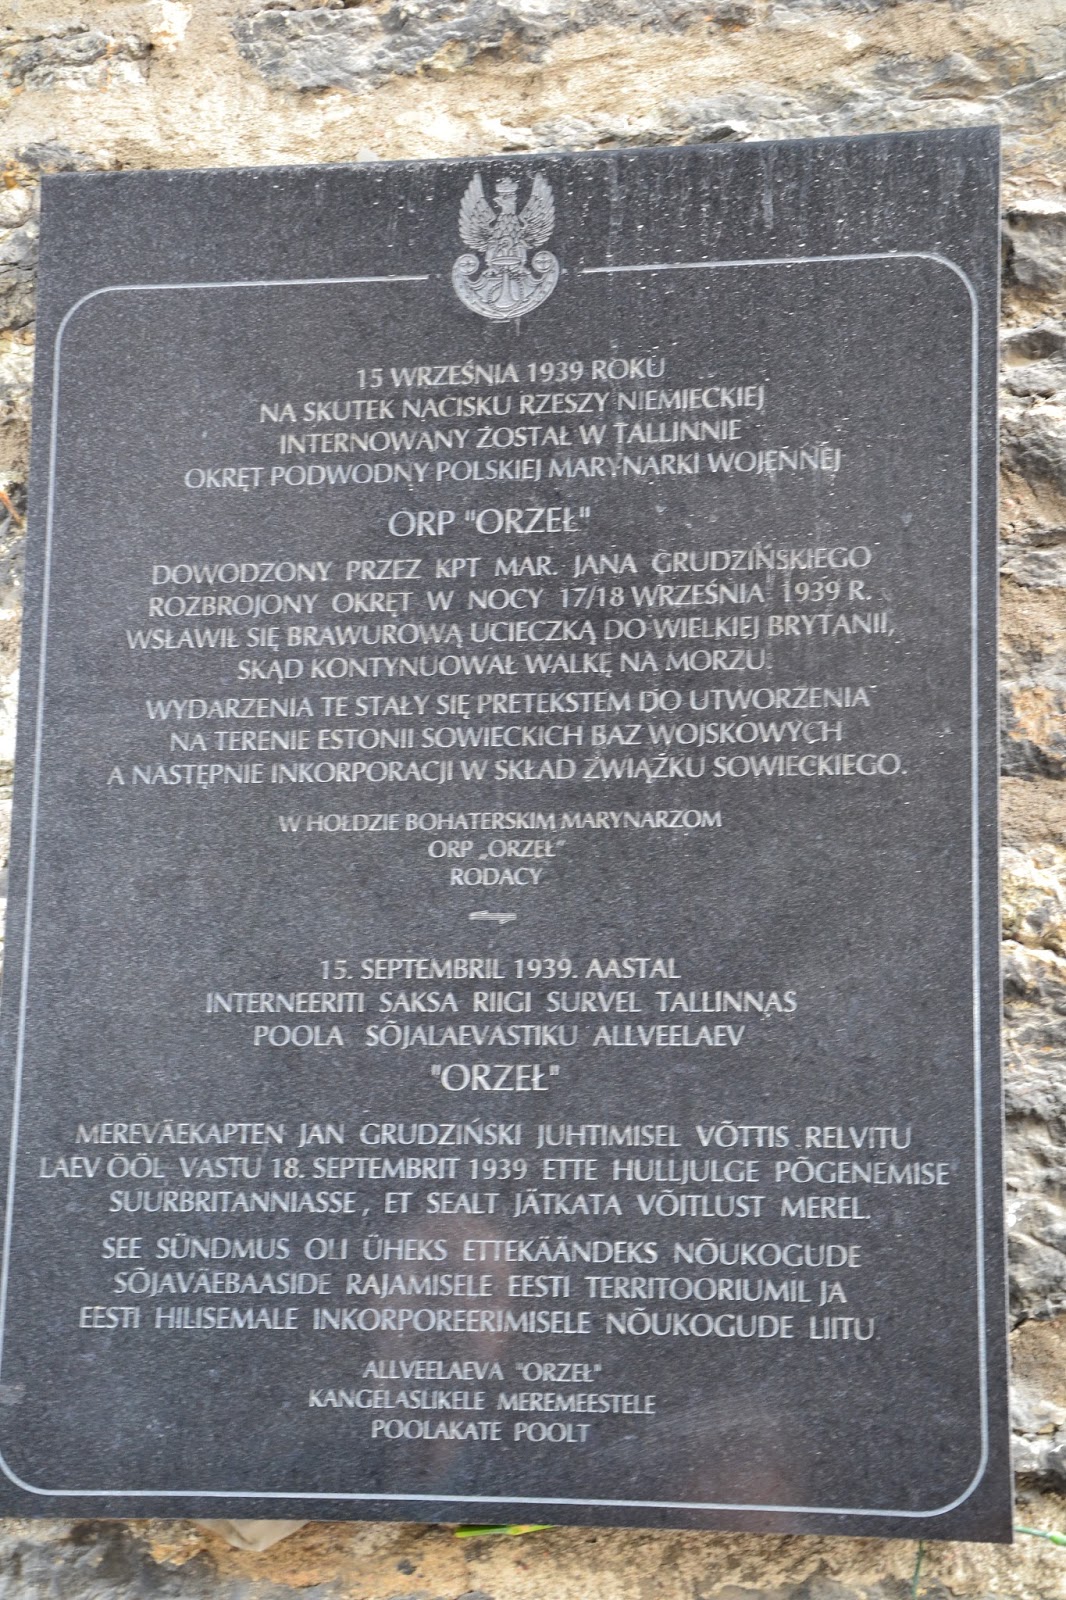 15 WRZEŚNIA 1939 ROKU
NA SKUTEK NACISKU RZESZY NIEMIECKIEJ
INTERNOWANY ZOSTAŁ W TALLINNIE
OKRĘT PODWODNY POLSKIEJ MARYNARKI WOJENNEJ
ORP "ORZEŁ"
DOWODZONY PRZEZ KPT MAR. JANA GRUDZIŃSKIEGO
ROZBROJONY OKRĘT W NOCY 17/18 WRZEŚNIA 1939 R.
WSŁAWIŁ SIĘ BRAWUROWĄ UCIECZKĄ DO WIELKIEJ BRYTANII,
SKĄD KONTYNUOWAŁ WALKĘ NA MORZU.
WYDARZENIA TE STAŁY SIĘ PRETEKSTEM DO UTWORZENIA
NA TERENIE ESTONII SOWIECKICH BAZ WOJSKOWYCH
A NASTĘPNIE INKORPORACJI W SKŁAD ZWIĄZKU SOWIECKIEGO.
W HOŁDZIE BOHATERSKIM MARYNARZOM
ORP „ORZEŁ"
RODACY
15. SEPTEMBRIL 1939. AASTAL
INTERNEERITI SAKSA RIIGI SURVEL TALLINNAS
POOLA SÕJALAEVASTIKU ALLVEELAEV
"ORZEŁ"
MEREVÄEKAPTEN JAN GRUDZIŃSKI JUHTIMISEL VÕTTIS RELVITU
LAEV ÖÖL VASTU 18. SEPTEMBRIT 1939 ETTE HULLJULGE PÕGENEMISE
SUURBRITANNIASSE, ET SEALT JÄTKATA VÕITLUST MEREL.
SEE SÜNDMUS OLI ÜHEKS ETTEKÄÄNDEKS NÕUKOGUDE
SÕJAVÄEBAASIDE RAJAMISELE EESTI TERRITOORIUMIL JA
EESTI HILISEMALE INKORPOREERIMISELE NÕUKOGUDE LIITU
ALLVEELAEVA "ORZEŁ"
KANGELASLIKELE MEREMEESTELE
POOLAKATE POOLT